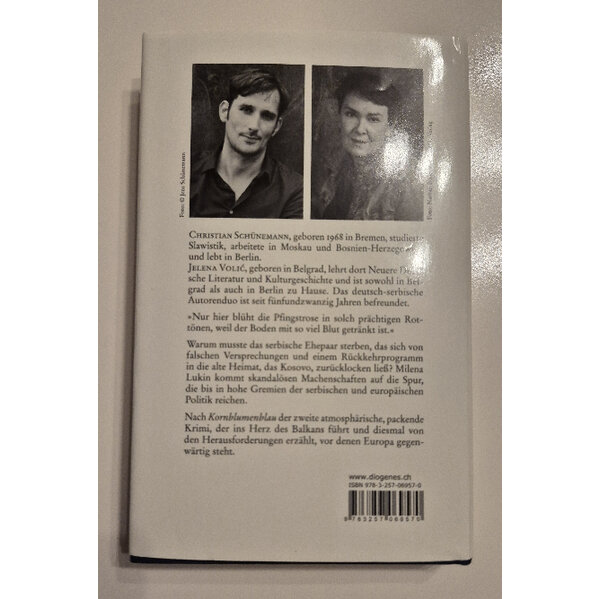 Foto: © Jens Schünemann
Foto:
CHRISTIAN SCHÜNEMANN, geboren 1968 in Bremen, studierte
Slawistik, arbeitete in Moskau und Bosnien-Herzego
und lebt in Berlin.
JELENA VOLIĆ, geboren in Belgrad, lehrt dort Neuere D
sche Literatur und Kulturgeschichte und ist sowohl in Bel-
grad als auch in Berlin zu Hause. Das deutsch-serbische
Autorenduo ist seit fünfundzwanzig Jahren befreundet.
»Nur hier blüht die Pfingstrose in solch prächtigen Rot-
tönen, weil der Boden mit so viel Blut getränkt ist.«
Warum musste das serbische Ehepaar sterben, das sich von
falschen Versprechungen und einem Rückkehrprogramm
in die alte Heimat, das Kosovo, zurücklocken ließ? Milena
Lukin kommt skandalösen Machenschaften auf die Spur,
die bis in hohe Gremien der serbischen und europäischen
Politik reichen.
Nach Kornblumenblau der zweite atmosphärische, packende
Krimi, der ins Herz des Balkans führt und diesmal von
den Herausforderungen erzählt, vor denen Europa gegen-
wärtig steht.
www.diogenes.ch
ISBN 978-3-257-06957-0
9 783257 069570